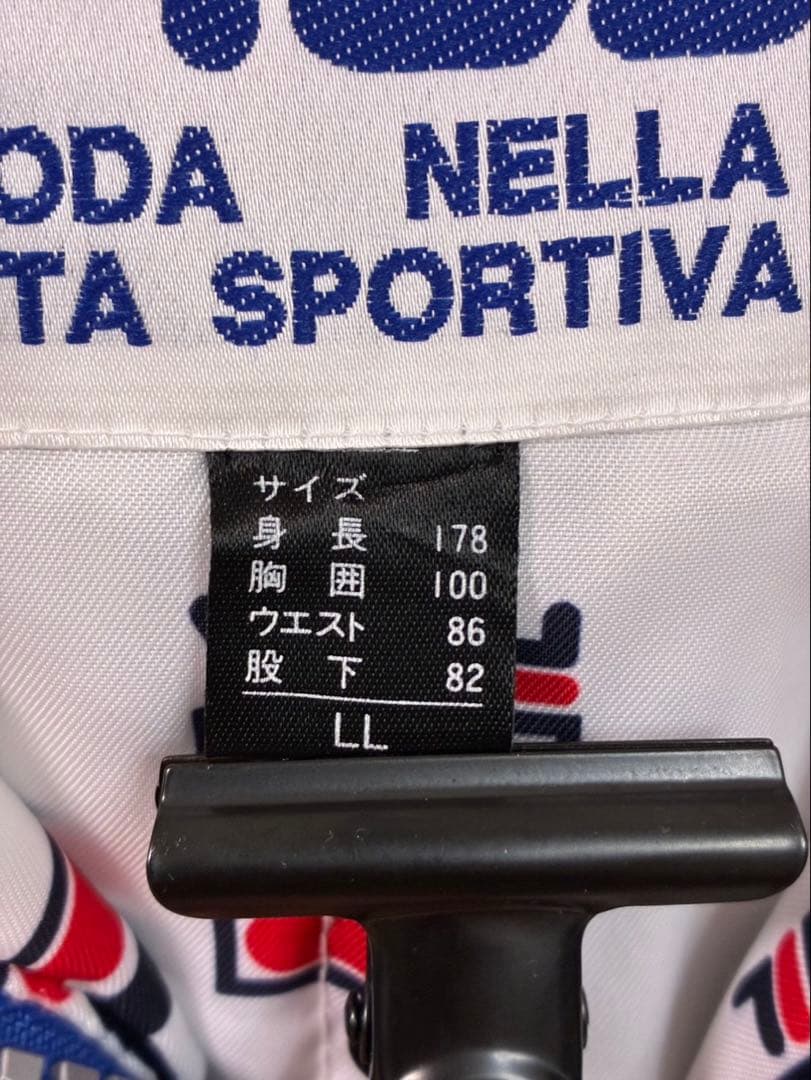 ODA NELLA
TA SPORTIVA
サイズ
身長 178
胸囲 100
ウエスト 86
股下 82
LL